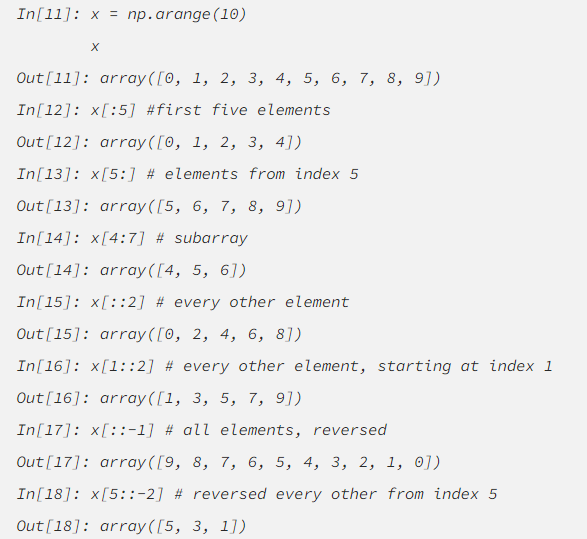 In[11]: x = np.arange(10)
x
Out[11]: array([0, 1, 2, 3, 4, 5, 6, 7, 8, 9])
In[12]: x[:5] #first five elements
Out[12]: array([0, 1, 2, 3, 4])
In[13]: x[5:] # elements from index 5
Out[13]: array([5, 6, 7, 8, 9])
In[14]: x[4:7] # subarray
Out[14]: array([4, 5, 6])
In[15]: x[::2] # every other element
Out[15]: array([0, 2, 4, 6, 8])
In[16]: x[1::2] # every other element, starting at index 1
Out[16]: array([1, 3, 5, 7, 9])
In[17]: x[::-1] # all elements, reversed
Out[17]: array([9, 8, 7, 6, 5, 4, 3, 2, 1, 0])
In[18]: x[5::-2] # reversed every other from index 5
Out[18]: array([5, 3, 1])